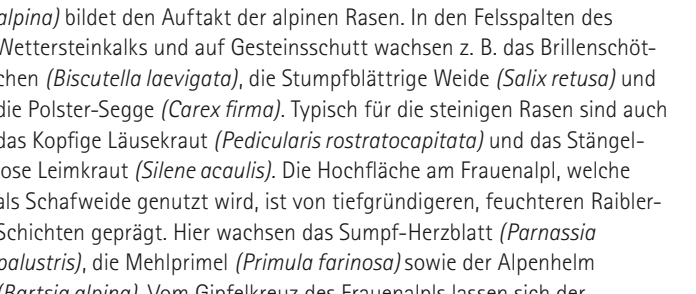 alpina) bildet den Auftakt der alpinen Rasen. In den Felsspalten des
Wettersteinkalks und auf Gesteinsschutt wachsen z. B. das Brillenschöt-
chen (Biscutella laevigata), die Stumpfblättrige Weide (Salix retusa) und
die Polster-Segge (Carex firma). Typisch für die steinigen Rasen sind auch
das Kopfige Läusekraut (Pedicularis rostratocapitata) und das Stängel-
lose Leimkraut (Silene acaulis). Die Hochfläche am Frauenalpl, welche
als Schafweide genutzt wird, ist von tiefgründigeren, feuchteren Raibler-
Schichten geprägt. Hier wachsen das Sumpf-Herzblatt (Parnassia
palustris), die Mehlprimel (Primula farinosa) sowie der Alpenhelm
(Bartsia alpina). Vom Gipfelkreuz des Frauenalpls lassen sich der